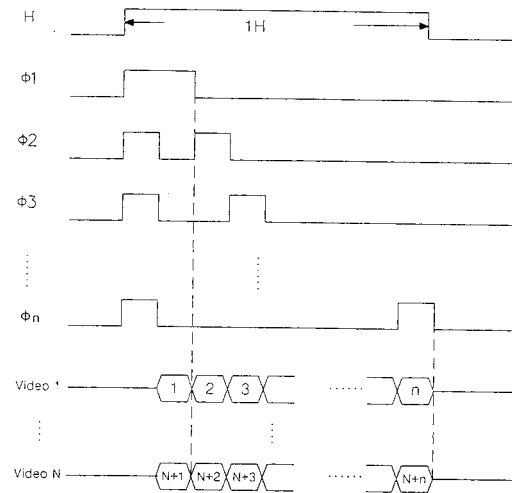 H
1H
Φ1
Φ2
Φ3
Φn
Video 1 1 2 3 n
Video N N+1 N+2 N+3 N+n